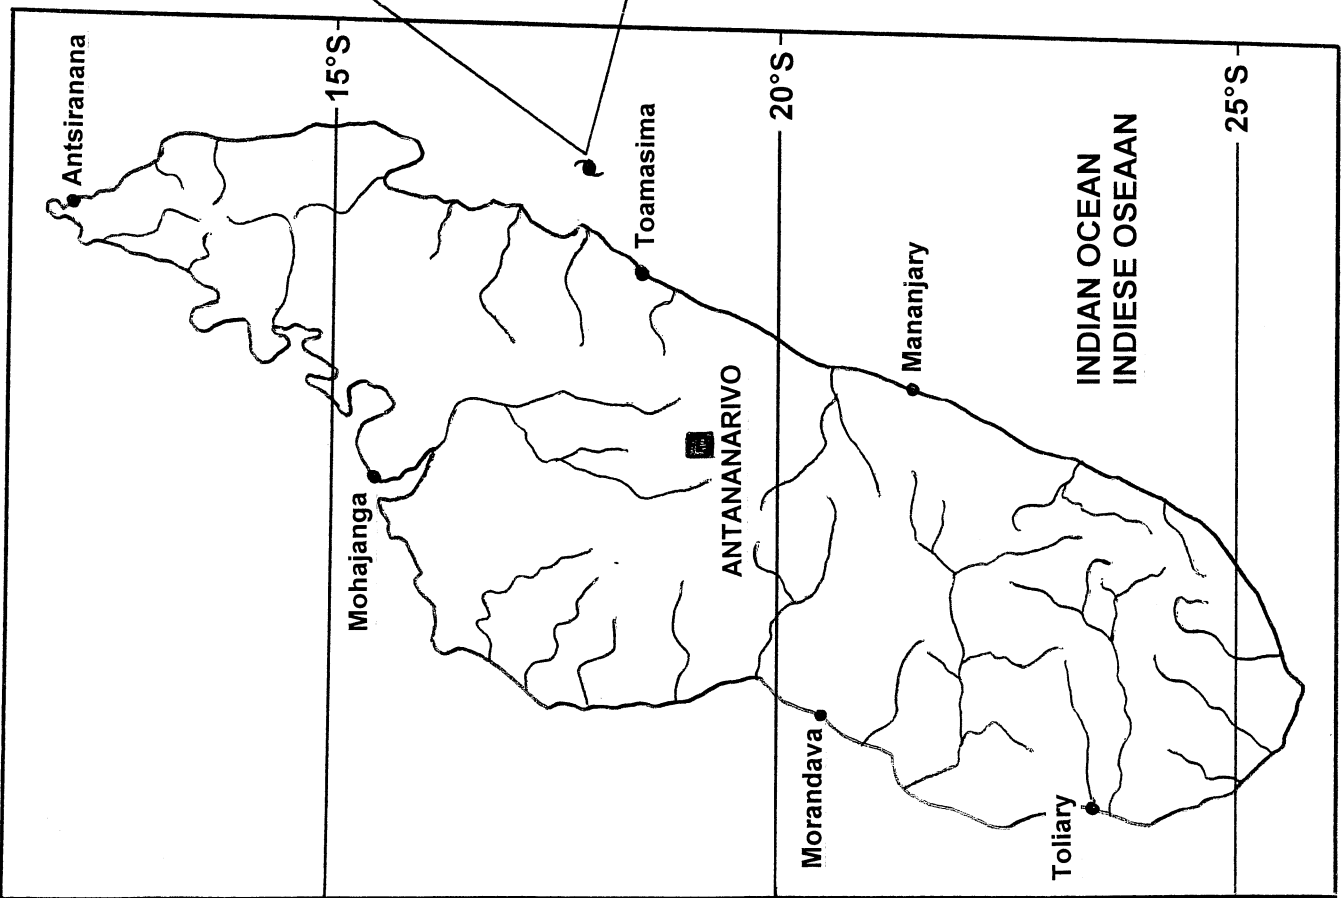 Antsiranana
15°S
Mohajanga
Toamasima
ANTANANARIVO
20°S
Morandava
Mananjary
Toliary
INDIAN OCEAN
INDIESE OSEAAN
25°S